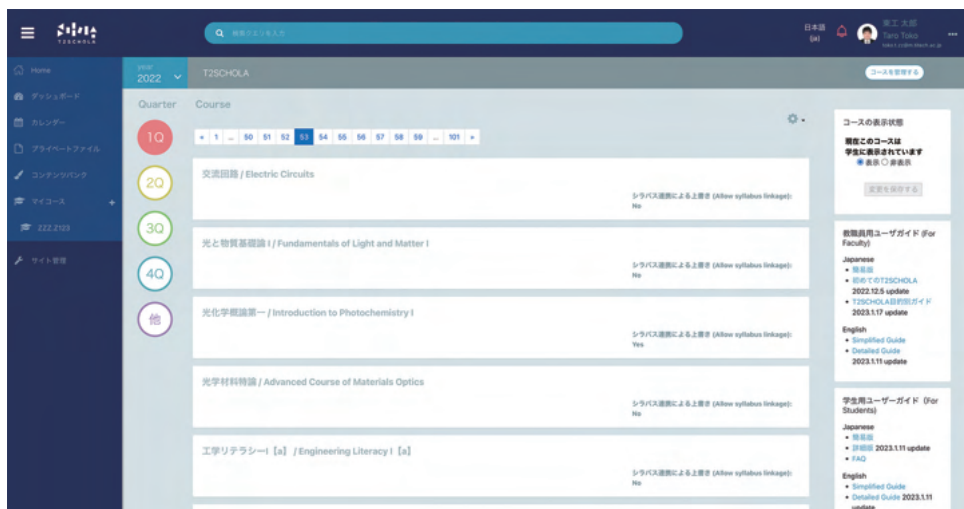 T2SCHOLA
検索クエリを入力
日本語
(ja)
東工 太郎
Taro Toko
Home
ダッシュボード
カレンダー
プライベートファイル
コンテンツバンク
マイコース +
ZZZ.2123
サイト管理
year
2022
T2SCHOLA
コースを管理する
Quarter
1Q
2Q
3Q
4Q
他
Course
« 1 ... 50 51 52 53 54 55 56 57 58 59 ... 101 »
交流回路 / Electric Circuits
シラバス連携による上書き (Allow syllabus linkage):
No
光と物質基礎論 I / Fundamentals of Light and Matter I
シラバス連携による上書き (Allow syllabus linkage):
No
光化学概論第一 / Introduction to Photochemistry I
シラバス連携による上書き (Allow syllabus linkage):
Yes
光学材料特論 / Advanced Course of Materials Optics
シラバス連携による上書き (Allow syllabus linkage):
No
工学リテラシーI【a】 / Engineering Literacy I【a】
シラバス連携による上書き (Allow syllabus linkage):
No
コースの表示状態
現在このコースは
学生に表示されています
表示 非表示
変更を保存する
教職員用ユーザガイド (For
Faculty)
Japanese
• 簡易版
• 初めてのT2SCHOLA
2022.12.5 update
• T2SCHOLA目的別ガイド
2023.1.17 update
English
• Simplified Guide
• Detailed Guide
2023.1.11 update
学生用ユーザーガイド (For
Students)
Japanese
• 簡易版
• 詳細版 2023.1.11 update
• FAQ
English
• Simplified Guide
• Detailed Guide 2023.1.11
update